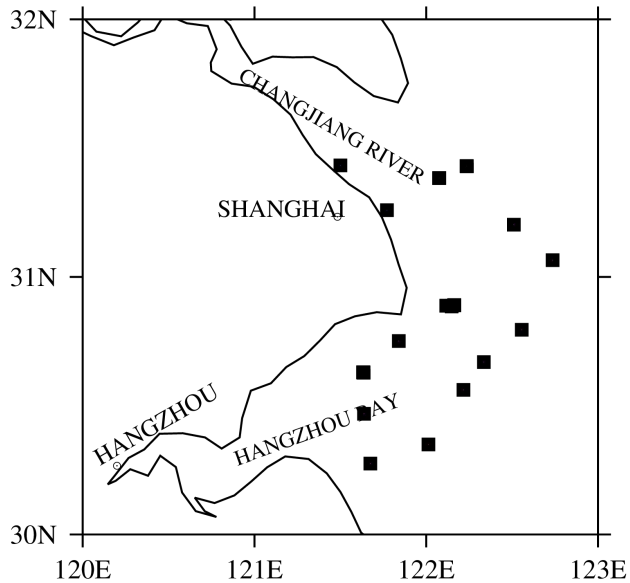 32N
CHANGJIANG RIVER
SHANGHAI
31N
HANGZHOU
HANGZHOU BAY
30N
120E 121E 122E 123E